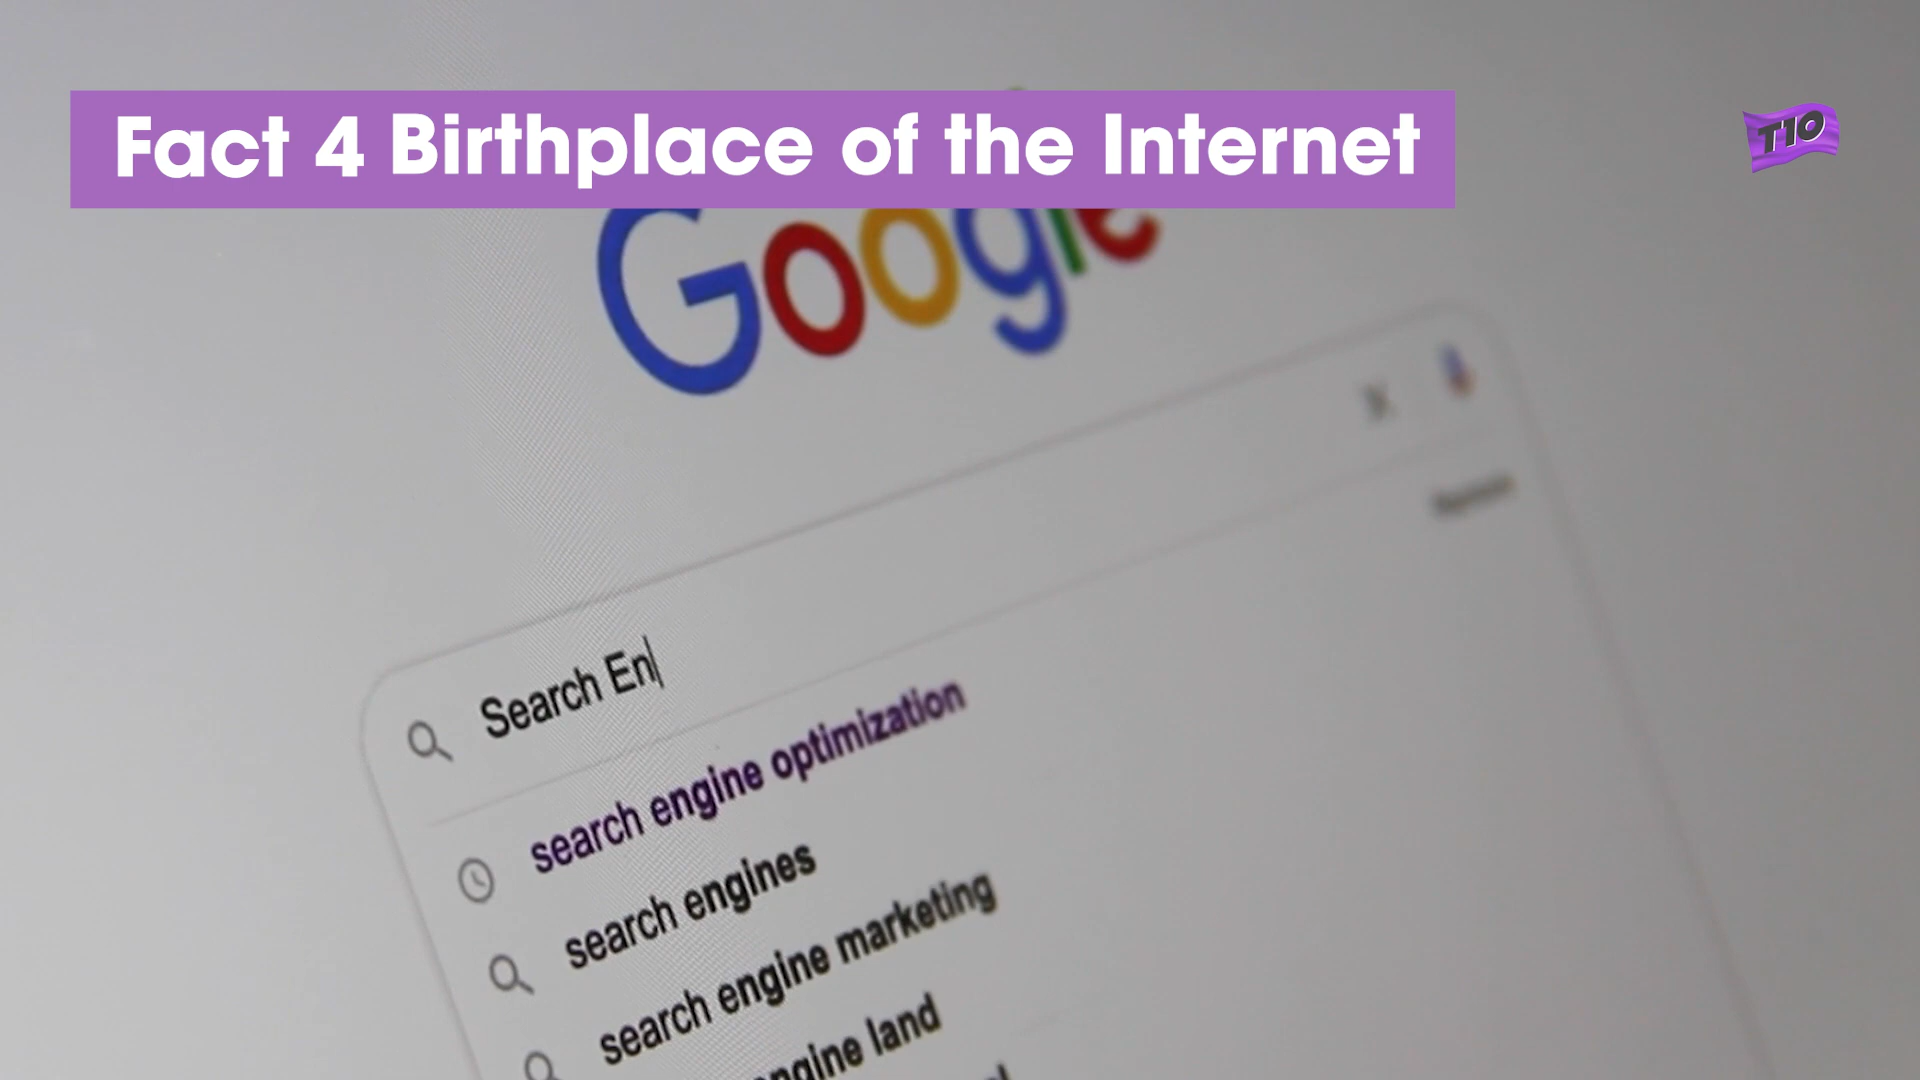 Fact 4 Birthplace of the Internet
T10
Google
Search En
search engine optimization
search engines
search engine marketing
engine land